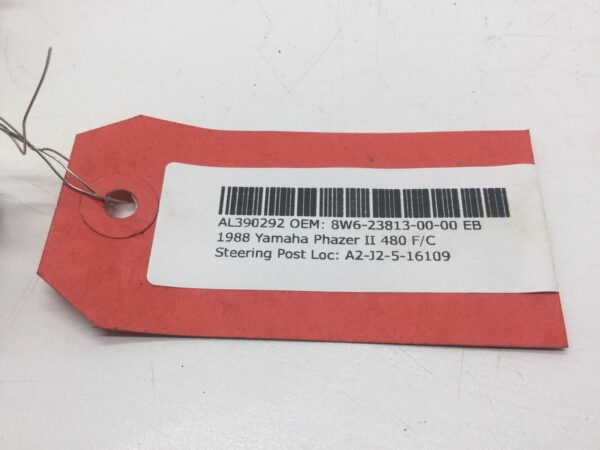 AL390292 OEM: 8W6-23813-00-00 EB
1988 Yamaha Phazer II 480 F/C
Steering Post Loc: A2-J2-5-16109